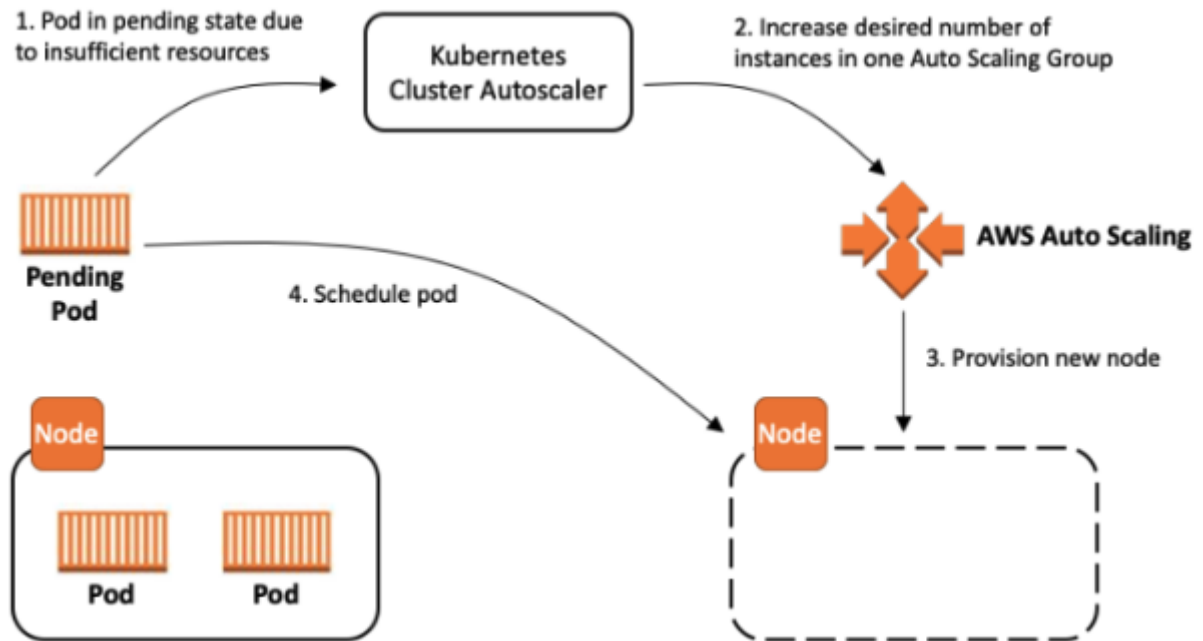 1. Pod in pending state due
to insufficient resources
Kubernetes
Cluster Autoscaler
2. Increase desired number of
instances in one Auto Scaling Group
AWS Auto Scaling
Pending
Pod
4. Schedule pod
3. Provision new node
Node
Node
Pod
Pod